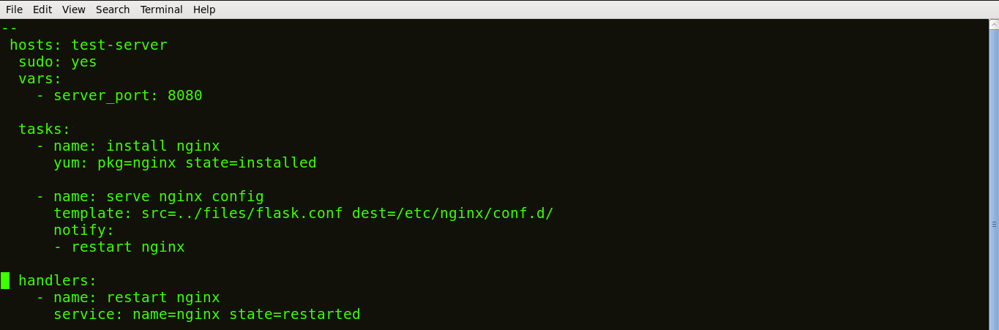 File Edit View Search Terminal Help
--
 hosts: test-server
  sudo: yes
  vars:
    - server_port: 8080

  tasks:
    - name: install nginx
      yum: pkg=nginx state=installed

    - name: serve nginx config
      template: src=../files/flask.conf dest=/etc/nginx/conf.d/
      notify:
      - restart nginx

  handlers:
    - name: restart nginx
      service: name=nginx state=restarted